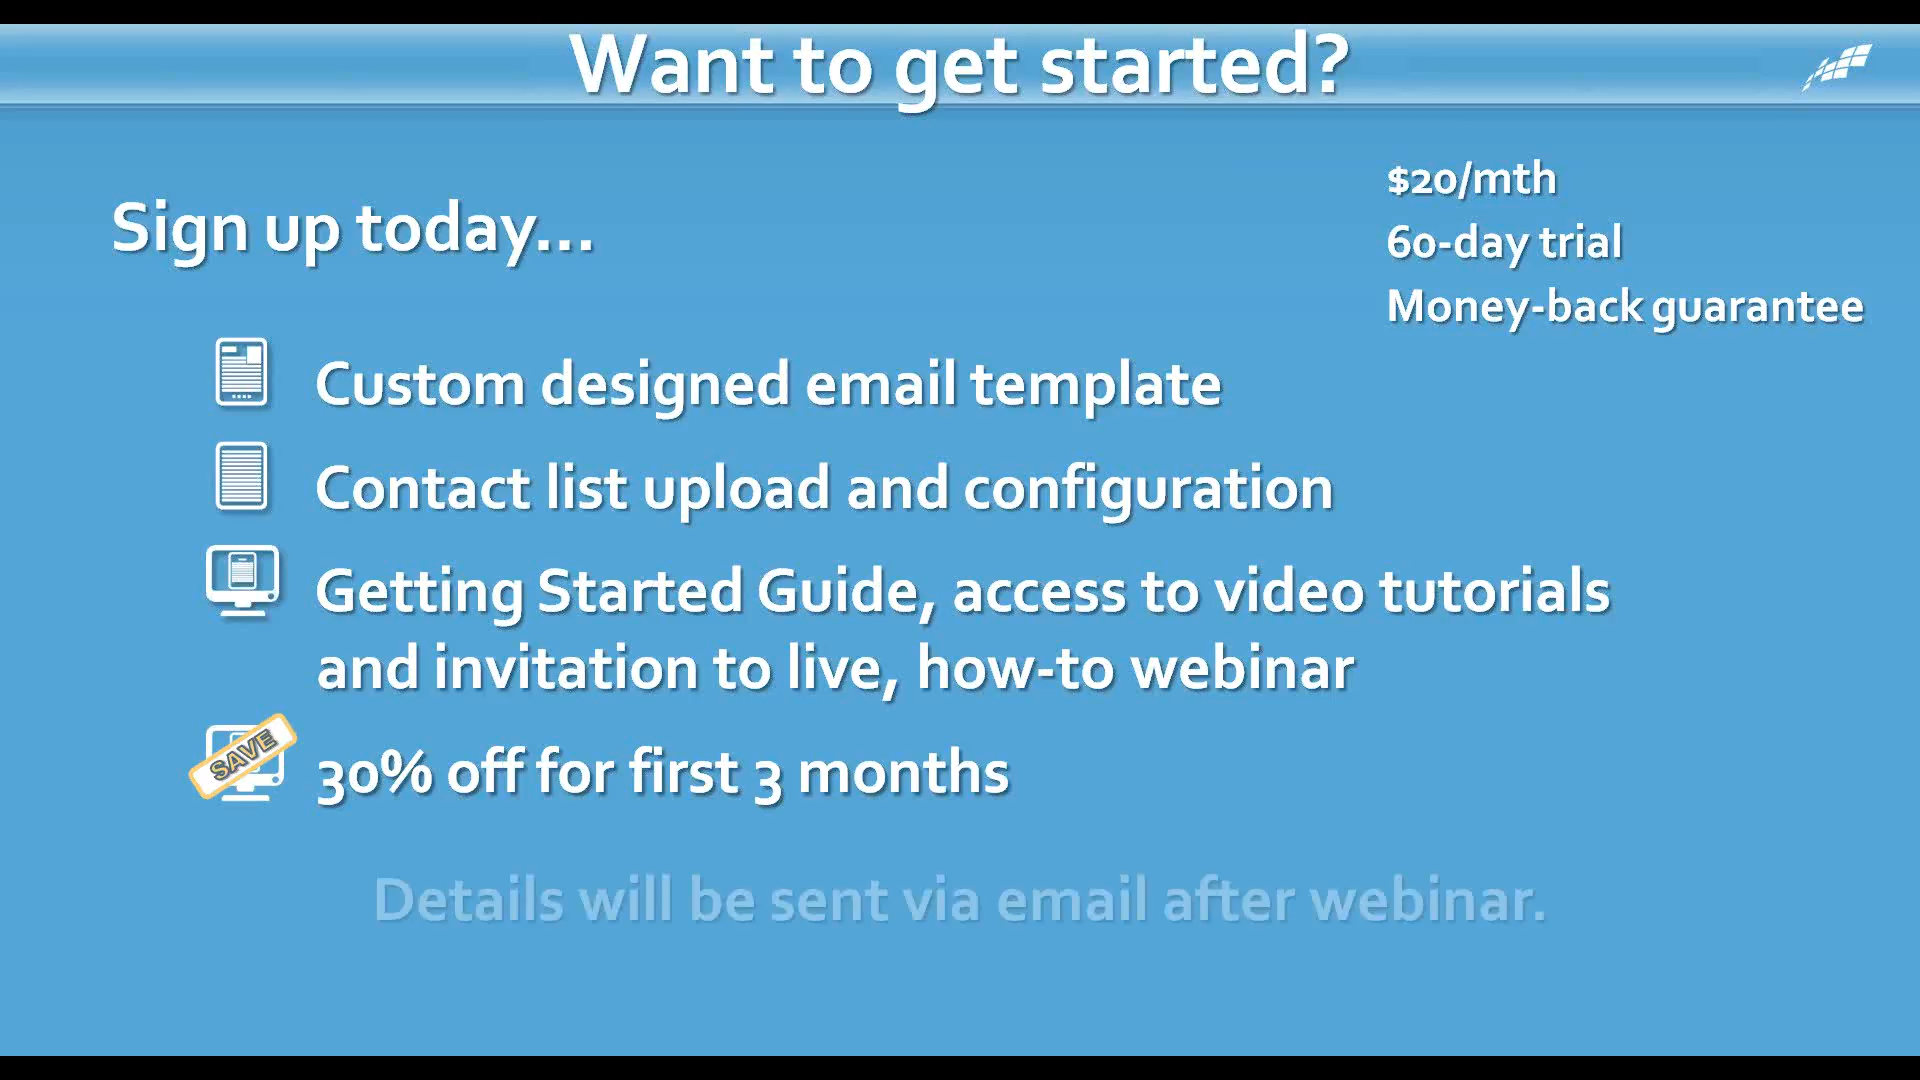 Want to get started?
$20/mth
Sign up today...
60-day trial
Money-back guarantee
Custom designed email template
Contact list upload and configuration
Getting Started Guide, access to video tutorials
and invitation to live, how-to webinar
SAVE
30% off for first 3 months
Details will be sent via email after webinar.